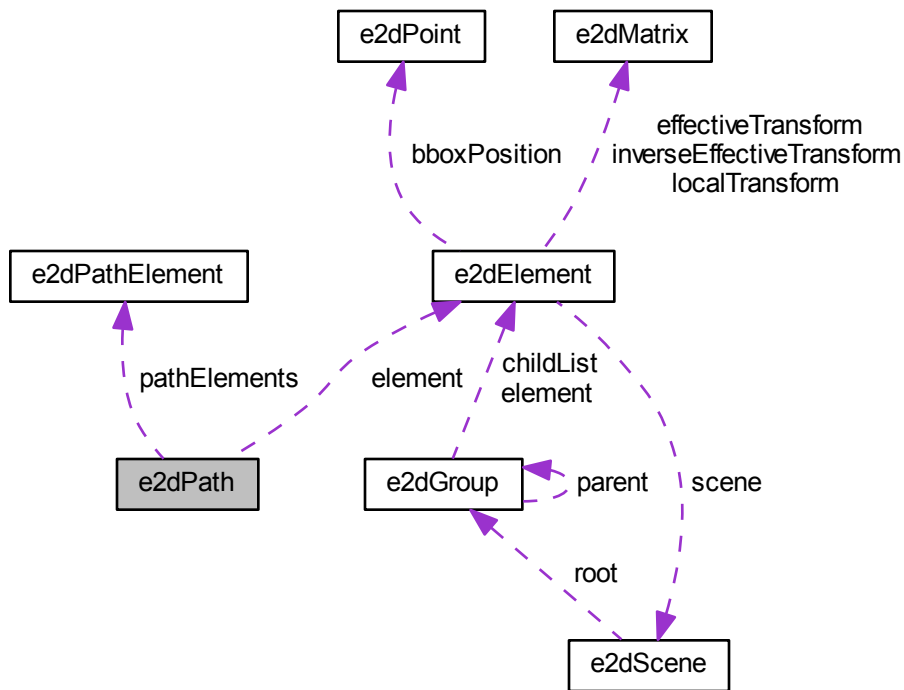 e2dPoint
e2dMatrix
effectiveTransform
bboxPosition
inverseEffectiveTransform
localTransform
e2dPathElement
e2dElement
pathElements
element
childList
element
e2dPath
e2dGroup
parent
scene
root
e2dScene